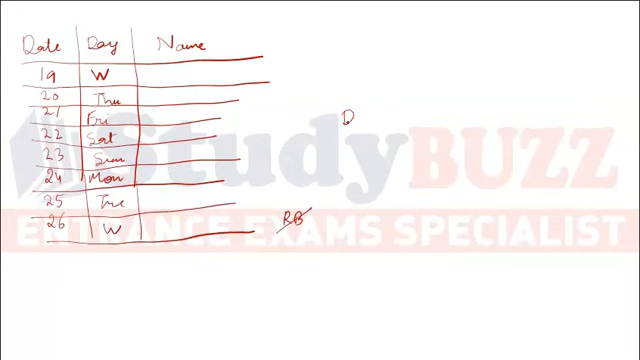 Date Day Name
19 W
20 Thu
21 Fri
22 Sat
23 Sun
24 Mon
25 Tue
26 W
D
RB
StudyBUZZ
ENTRANCE EXAMS SPECIALIST